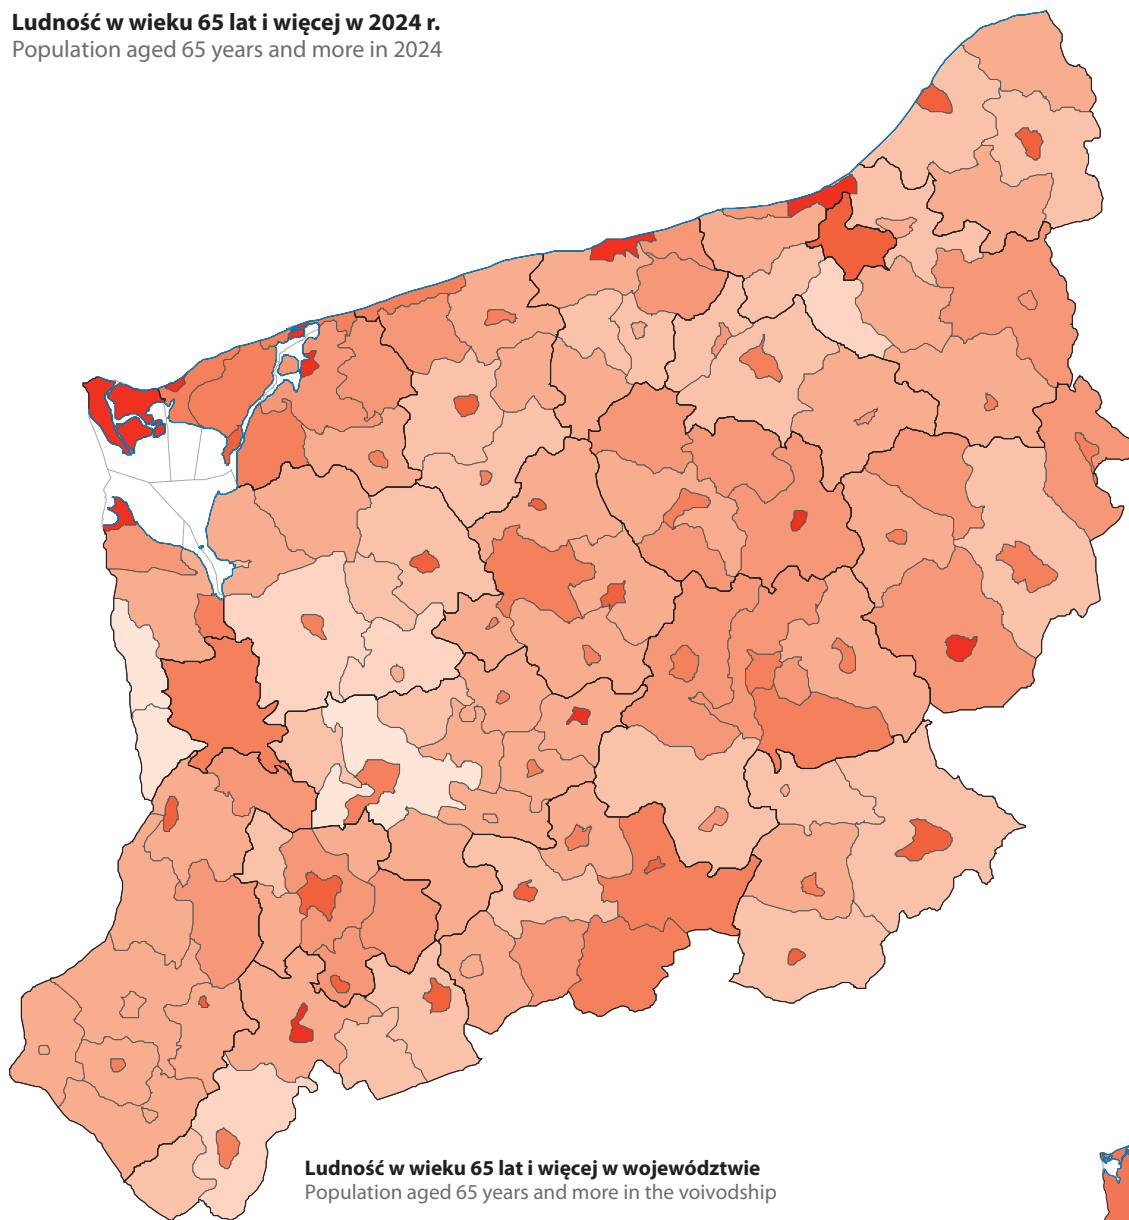 Ludność w wieku 65 lat i więcej w 2024 r.
Population aged 65 years and more in 2024
Ludność w wieku 65 lat i więcej w województwie
Population aged 65 years and more in the voivodship